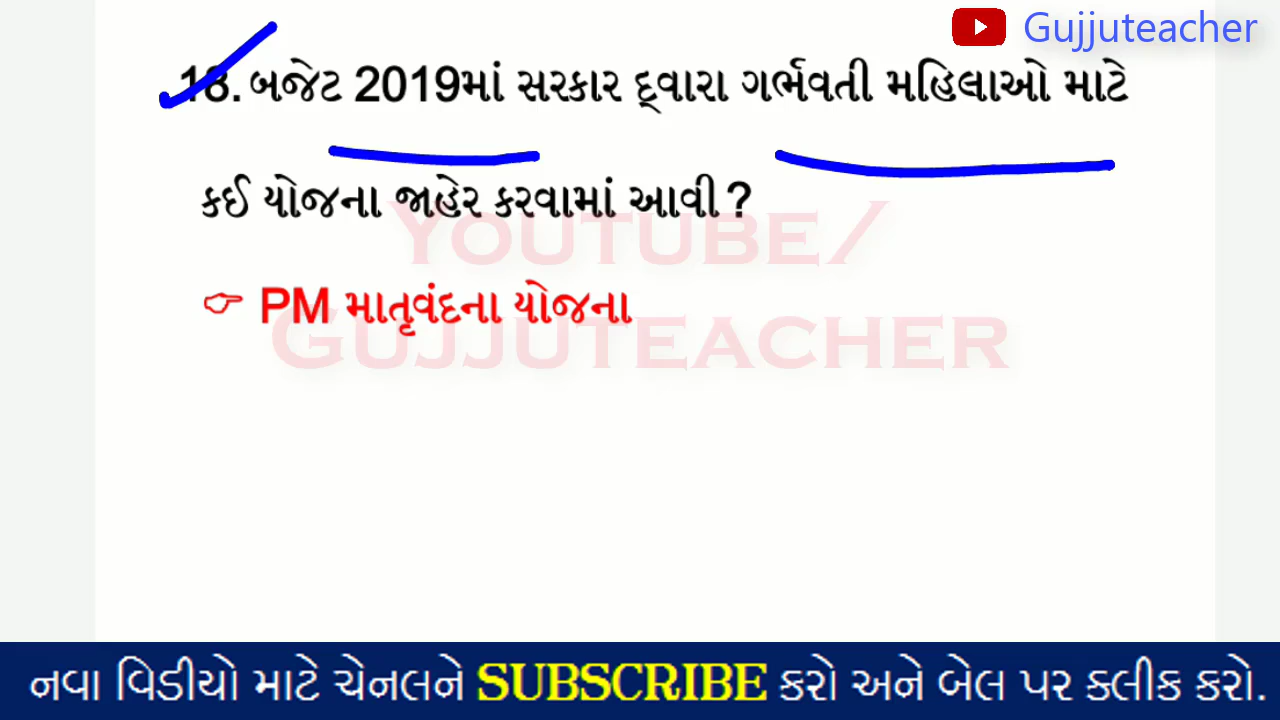 Gujjuteacher
18. બજેટ 2019માં સરકાર દ્વારા ગર્ભવતી મહિલાઓ માટે
કઈ યોજના જાહેર કરવામાં આવી ?
YOUTUBE/
☞ PM માતૃવંદના યોજના
GUJJUTEACHER
નવા વિડીયો માટે ચેનલને SUBSCRIBE કરો અને બેલ પર ક્લીક કરો.